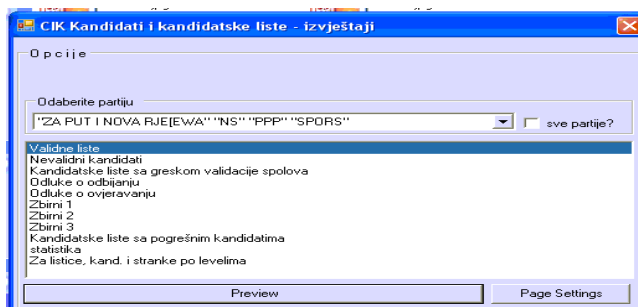 CIK Kandidati i kandidatske liste - izvještaji
Opcije
Odaberite partiju
"ZA PUT I NOVA RJE[EWA" "NS" "PPP" "SPORS"
sve partije?
Validne liste
Nevalidni kandidati
Kandidatske liste sa greskom validacije spolova
Odluke o odbijanju
Odluke o ovjeravanju
Zbirni 1
Zbirni 2
Zbirni 3
Kandidatske liste sa pogrešnim kandidatima
statistika
Za listice, kand. i stranke po levelima
Preview
Page Settings